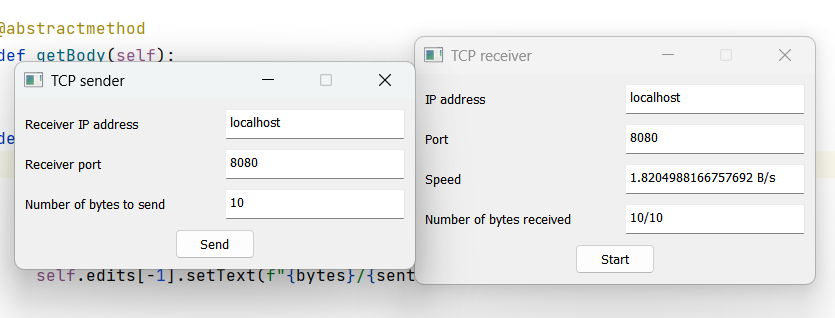 @abstractmethod
def getBody(self):
TCP sender
Receiver IP address
localhost
Receiver port
8080
Number of bytes to send
10
Send
TCP receiver
IP address
localhost
Port
8080
Speed
1.8204988166757692 B/s
Number of bytes received
10/10
Start
de
self.edits[-1].setText(f"{bytes}/{sent